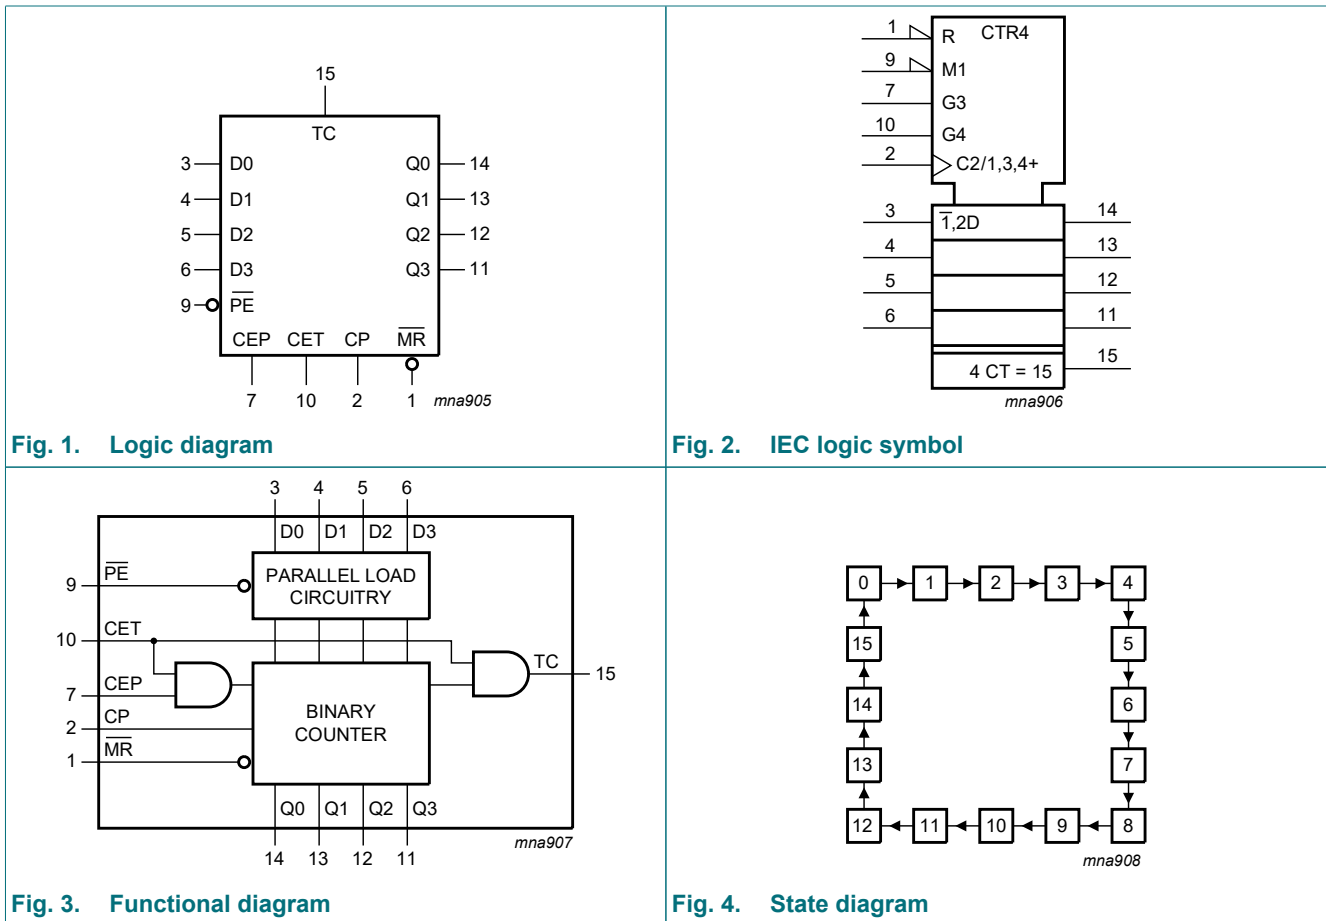 15
TC
3 D0 Q0 14
4 D1 Q1 13
5 D2 Q2 12
6 D3 Q3 11
9 P̅E̅
CEP CET CP M̅R̅
7 10 2 1 mna905
Fig. 1. Logic diagram
1 R CTR4
9 M1
7 G3
10 G4
2 C2/1,3,4+
3 1̅,2D 14
4 13
5 12
6 11
4 CT = 15 15
mna906
Fig. 2. IEC logic symbol
3 4 5 6
D0 D1 D2 D3
9 P̅E̅ PARALLEL LOAD
CIRCUITRY
10 CET
TC 15
7 CEP
2 CP BINARY
COUNTER
1 M̅R̅
Q0 Q1 Q2 Q3
mna907
14 13 12 11
Fig. 3. Functional diagram
0 1 2 3 4
15 5
14 6
13 7
12 11 10 9 8
mna908
Fig. 4. State diagram